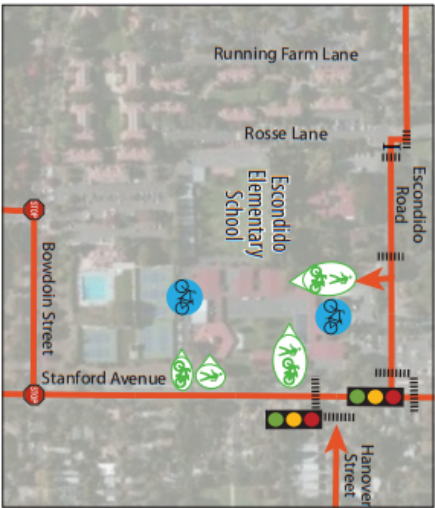 Running Farm Lane
Rosse Lane
Escondido
Road
Escondido
Elementary
School
STOP
Bowdoin Street
Stanford Avenue
STOP
Hanover
Street